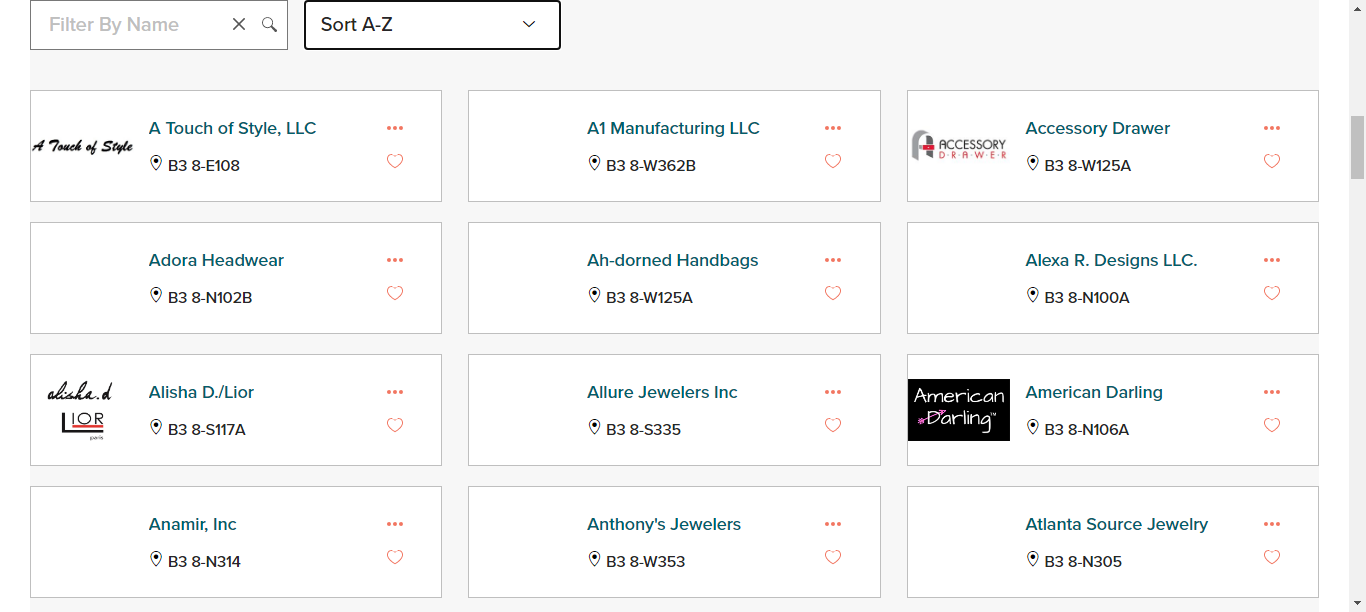 Filter By Name
Sort A-Z
A Touch of Style
A Touch of Style, LLC
B3 8-E108
A1 Manufacturing LLC
B3 8-W362B
ACCESSORY
D·R·A·W·E·R
Accessory Drawer
B3 8-W125A
Adora Headwear
B3 8-N102B
Ah-dorned Handbags
B3 8-W125A
Alexa R. Designs LLC.
B3 8-N100A
alisha.d
LIOR
paris
Alisha D./Lior
B3 8-S117A
Allure Jewelers Inc
B3 8-S335
American
Darling™
American Darling
B3 8-N106A
Anamir, Inc
B3 8-N314
Anthony's Jewelers
B3 8-W353
Atlanta Source Jewelry
B3 8-N305